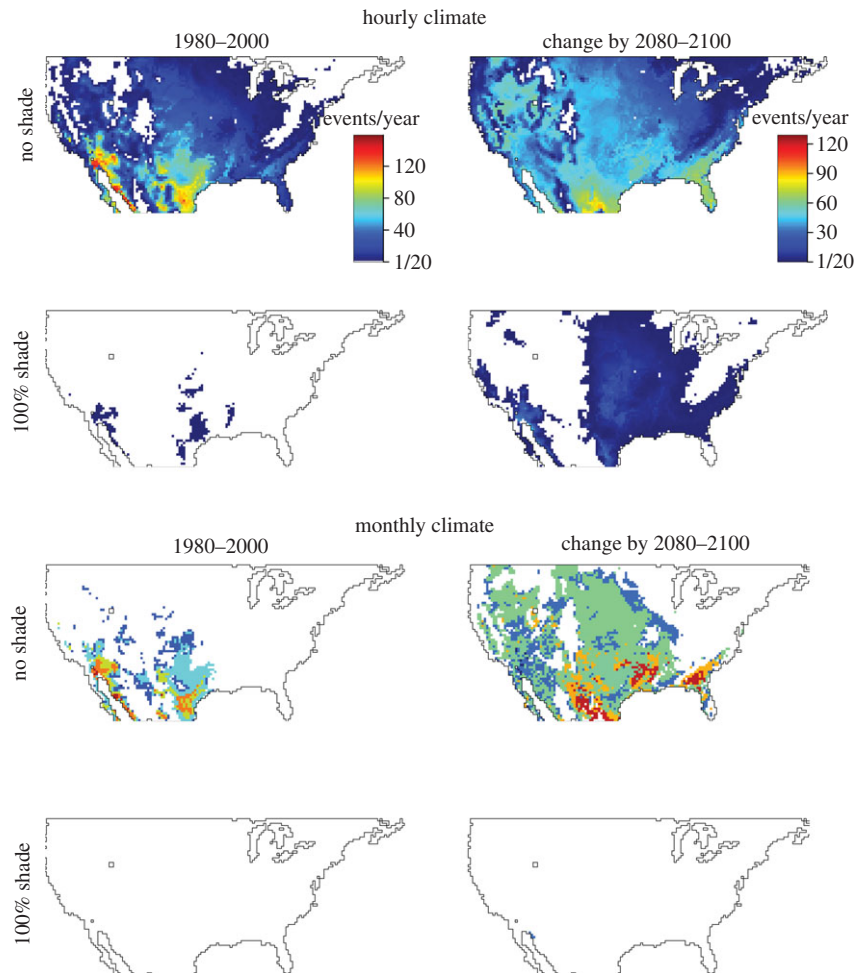 hourly climate
1980–2000
change by 2080–2100
no shade
events/year
120
80
40
1/20
events/year
120
90
60
30
1/20
100% shade
monthly climate
1980–2000
change by 2080–2100
no shade
100% shade